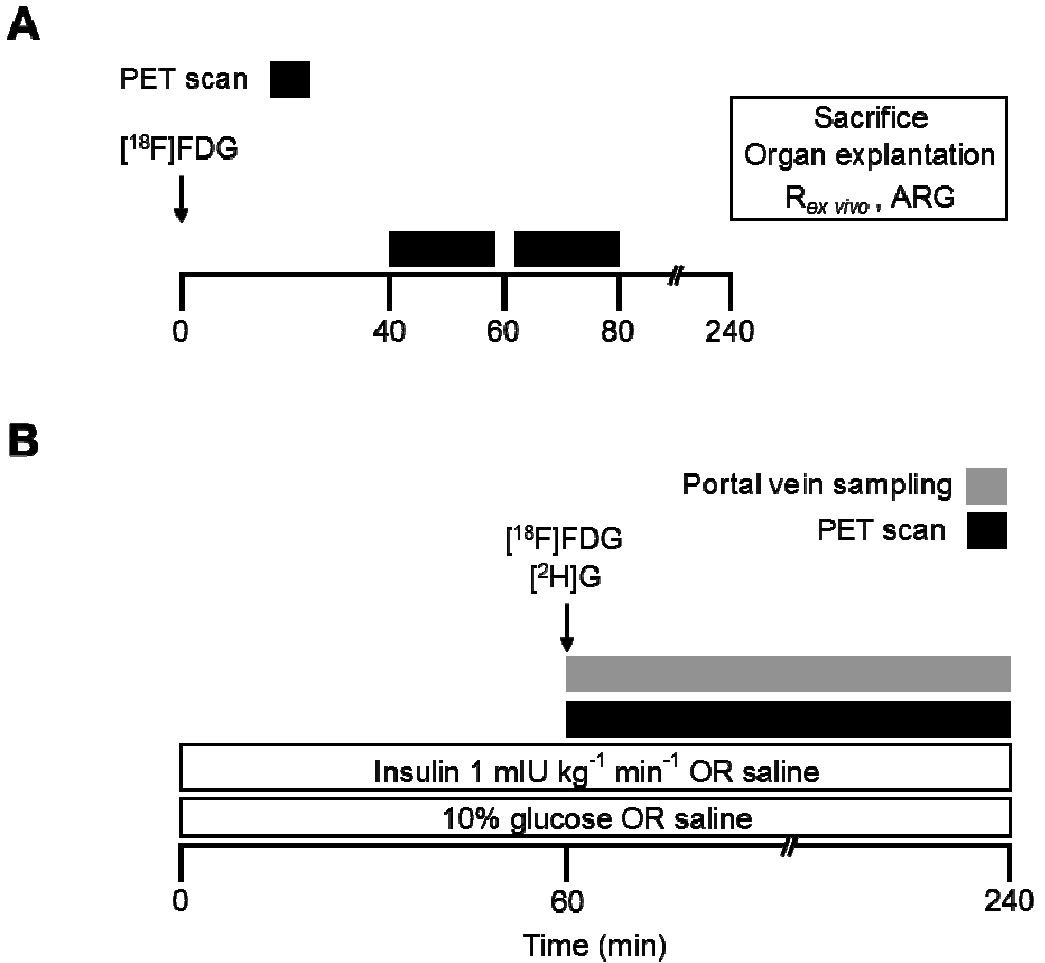 A
PET scan
[¹⁸F]FDG
Sacrifice
Organ explantation
R_ex vivo, ARG
0 40 60 80 240
B
Portal vein sampling
PET scan
[¹⁸F]FDG
[²H]G
Insulin 1 mIU kg⁻¹ min⁻¹ OR saline
10% glucose OR saline
0 60 240
Time (min)